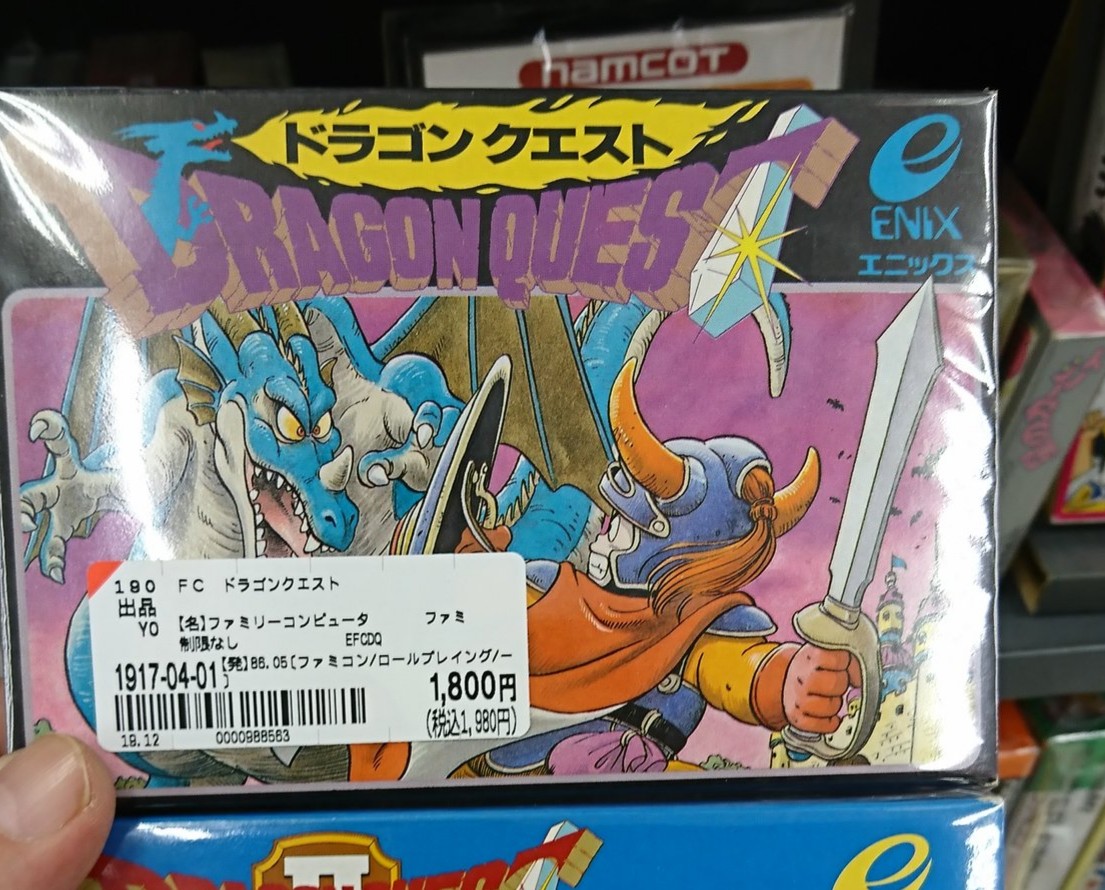 namcot
ドラゴンクエスト
DRAGON QUEST
ENIX
エニックス
180 FC ドラゴンクエスト
出品
YO 【名】ファミリーコンピュータ ファミ
制限なし EFCDQ
1917-04-01 【発】86.05〔ファミコン/ロールプレイング/ー
〕
1,800円
(税込1,980円)
19.12 0000988563
II
DRAGON QUEST